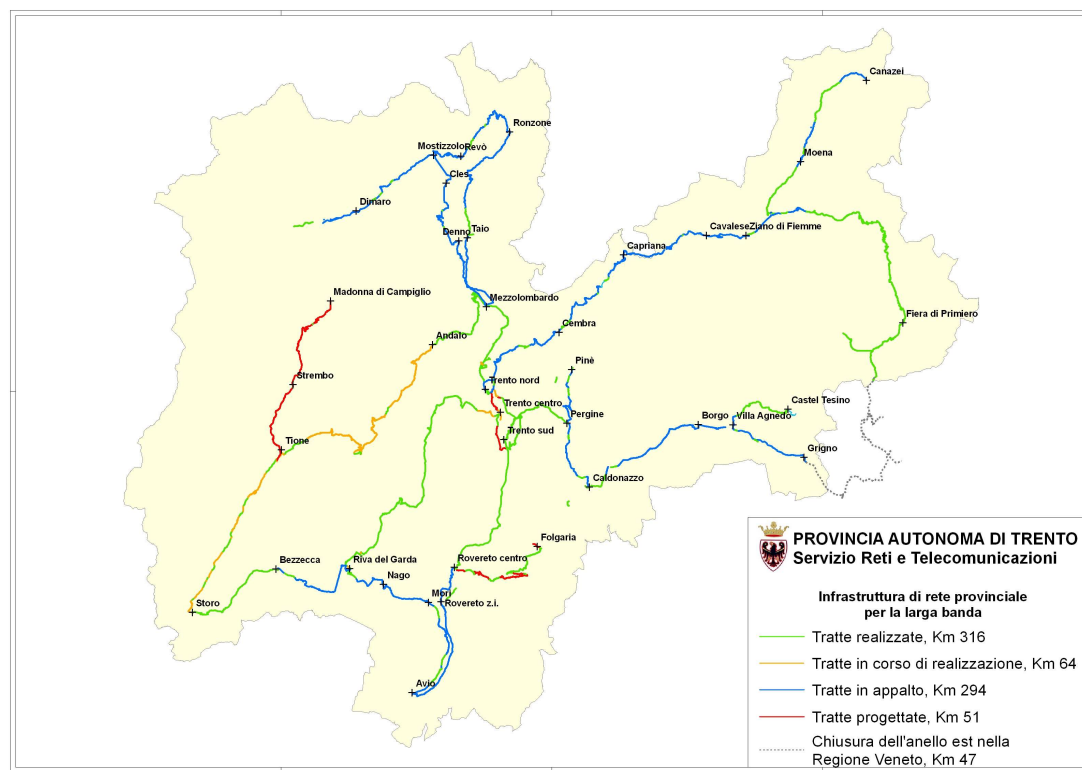 Canazei
Ronzone
Mostizzolo
Revò
Moena
Cles
Dimaro
Denno
Taio
Cavalese
Ziano di Fiemme
Capriana
Madonna di Campiglio
Mezzolombardo
Fiera di Primiero
Cembra
Andalo
Pinè
Strembo
Trento nord
Castel Tesino
Trento centro
Borgo
Villa Agnedo
Pergine
Tione
Trento sud
Grigno
Caldonazzo
Folgaria
Bezzecca
Riva del Garda
Rovereto centro
Nago
Storo
Mori
Rovereto z.i.
Avio
PROVINCIA AUTONOMA DI TRENTO
Servizio Reti e Telecomunicazioni
Infrastruttura di rete provinciale
per la larga banda
Tratte realizzate, Km 316
Tratte in corso di realizzazione, Km 64
Tratte in appalto, Km 294
Tratte progettate, Km 51
Chiusura dell'anello est nella
Regione Veneto, Km 47